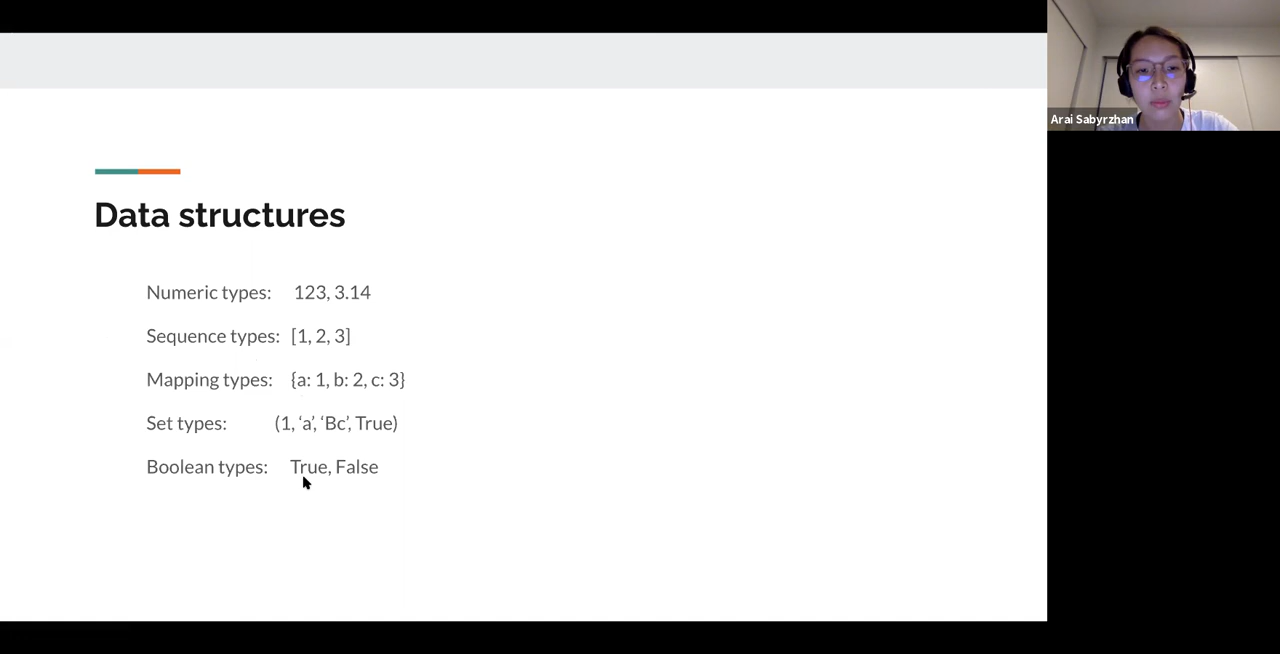 Arai Sabyrzhan
Data structures
Numeric types: 123, 3.14
Sequence types: [1, 2, 3]
Mapping types: {a: 1, b: 2, c: 3}
Set types: (1, ‘a’, ‘Bc’, True)
Boolean types: True, False